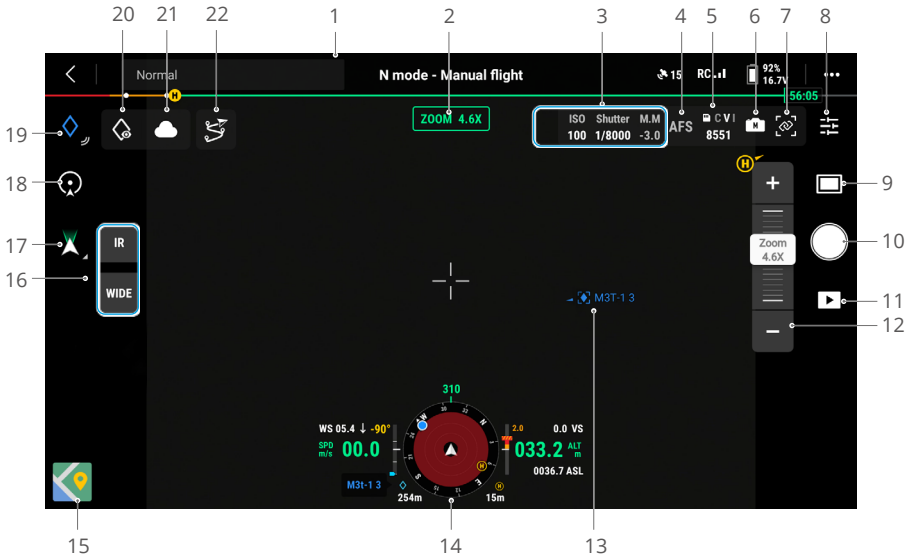 20 21 22 1 2 3 4 5 6 7 8
Normal
N mode - Manual flight
15 RC 92%
16.7V
H 56:05
ZOOM 4.6X
ISO Shutter M.M
100 1/8000 -3.0
AFS
C V I
8551
M
19
H
18
+
9
17
IR
Zoom
4.6X
10
16
WIDE
M3T-1 3
11
−
12
310
WS 05.4 ↓ -90°
SPD
m/s
00.0
W N
S E
H
2.0 0.0 VS
033.2 ALT
m
0036.7 ASL
M3t-1 3
254m
H
15m
15 14 13